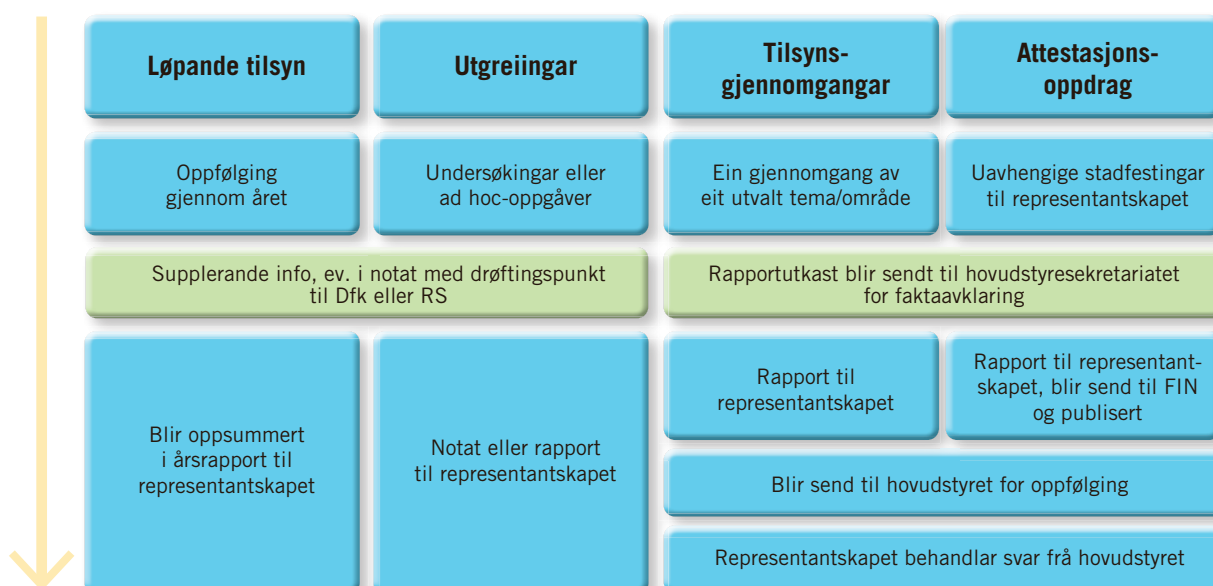 Løpande tilsyn
Utgreiingar
Tilsyns-
gjennomgangar
Attestasjons-
oppdrag
Oppfølging
gjennom året
Undersøkingar eller
ad hoc-oppgåver
Ein gjennomgang av
eit utvalt tema/område
Uavhengige stadfestingar
til representantskapet
Supplerande info, ev. i notat med drøftingspunkt
til Dfk eller RS
Rapportutkast blir sendt til hovudstyresekretariatet
for faktaavklaring
Blir oppsummert
i årsrapport til
representantskapet
Notat eller rapport
til representantskapet
Rapport til
representantskapet
Rapport til representant-
skapet, blir send til FIN
og publisert
Blir send til hovudstyret for oppfølging
Representantskapet behandlar svar frå hovudstyret